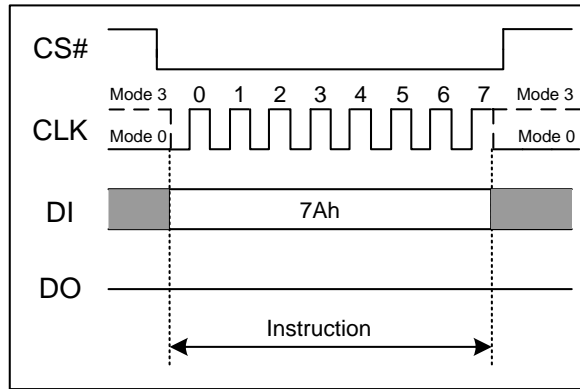 CS#
Mode 3 0 1 2 3 4 5 6 7 Mode 3
CLK
Mode 0 Mode 0
DI 7Ah
DO
Instruction